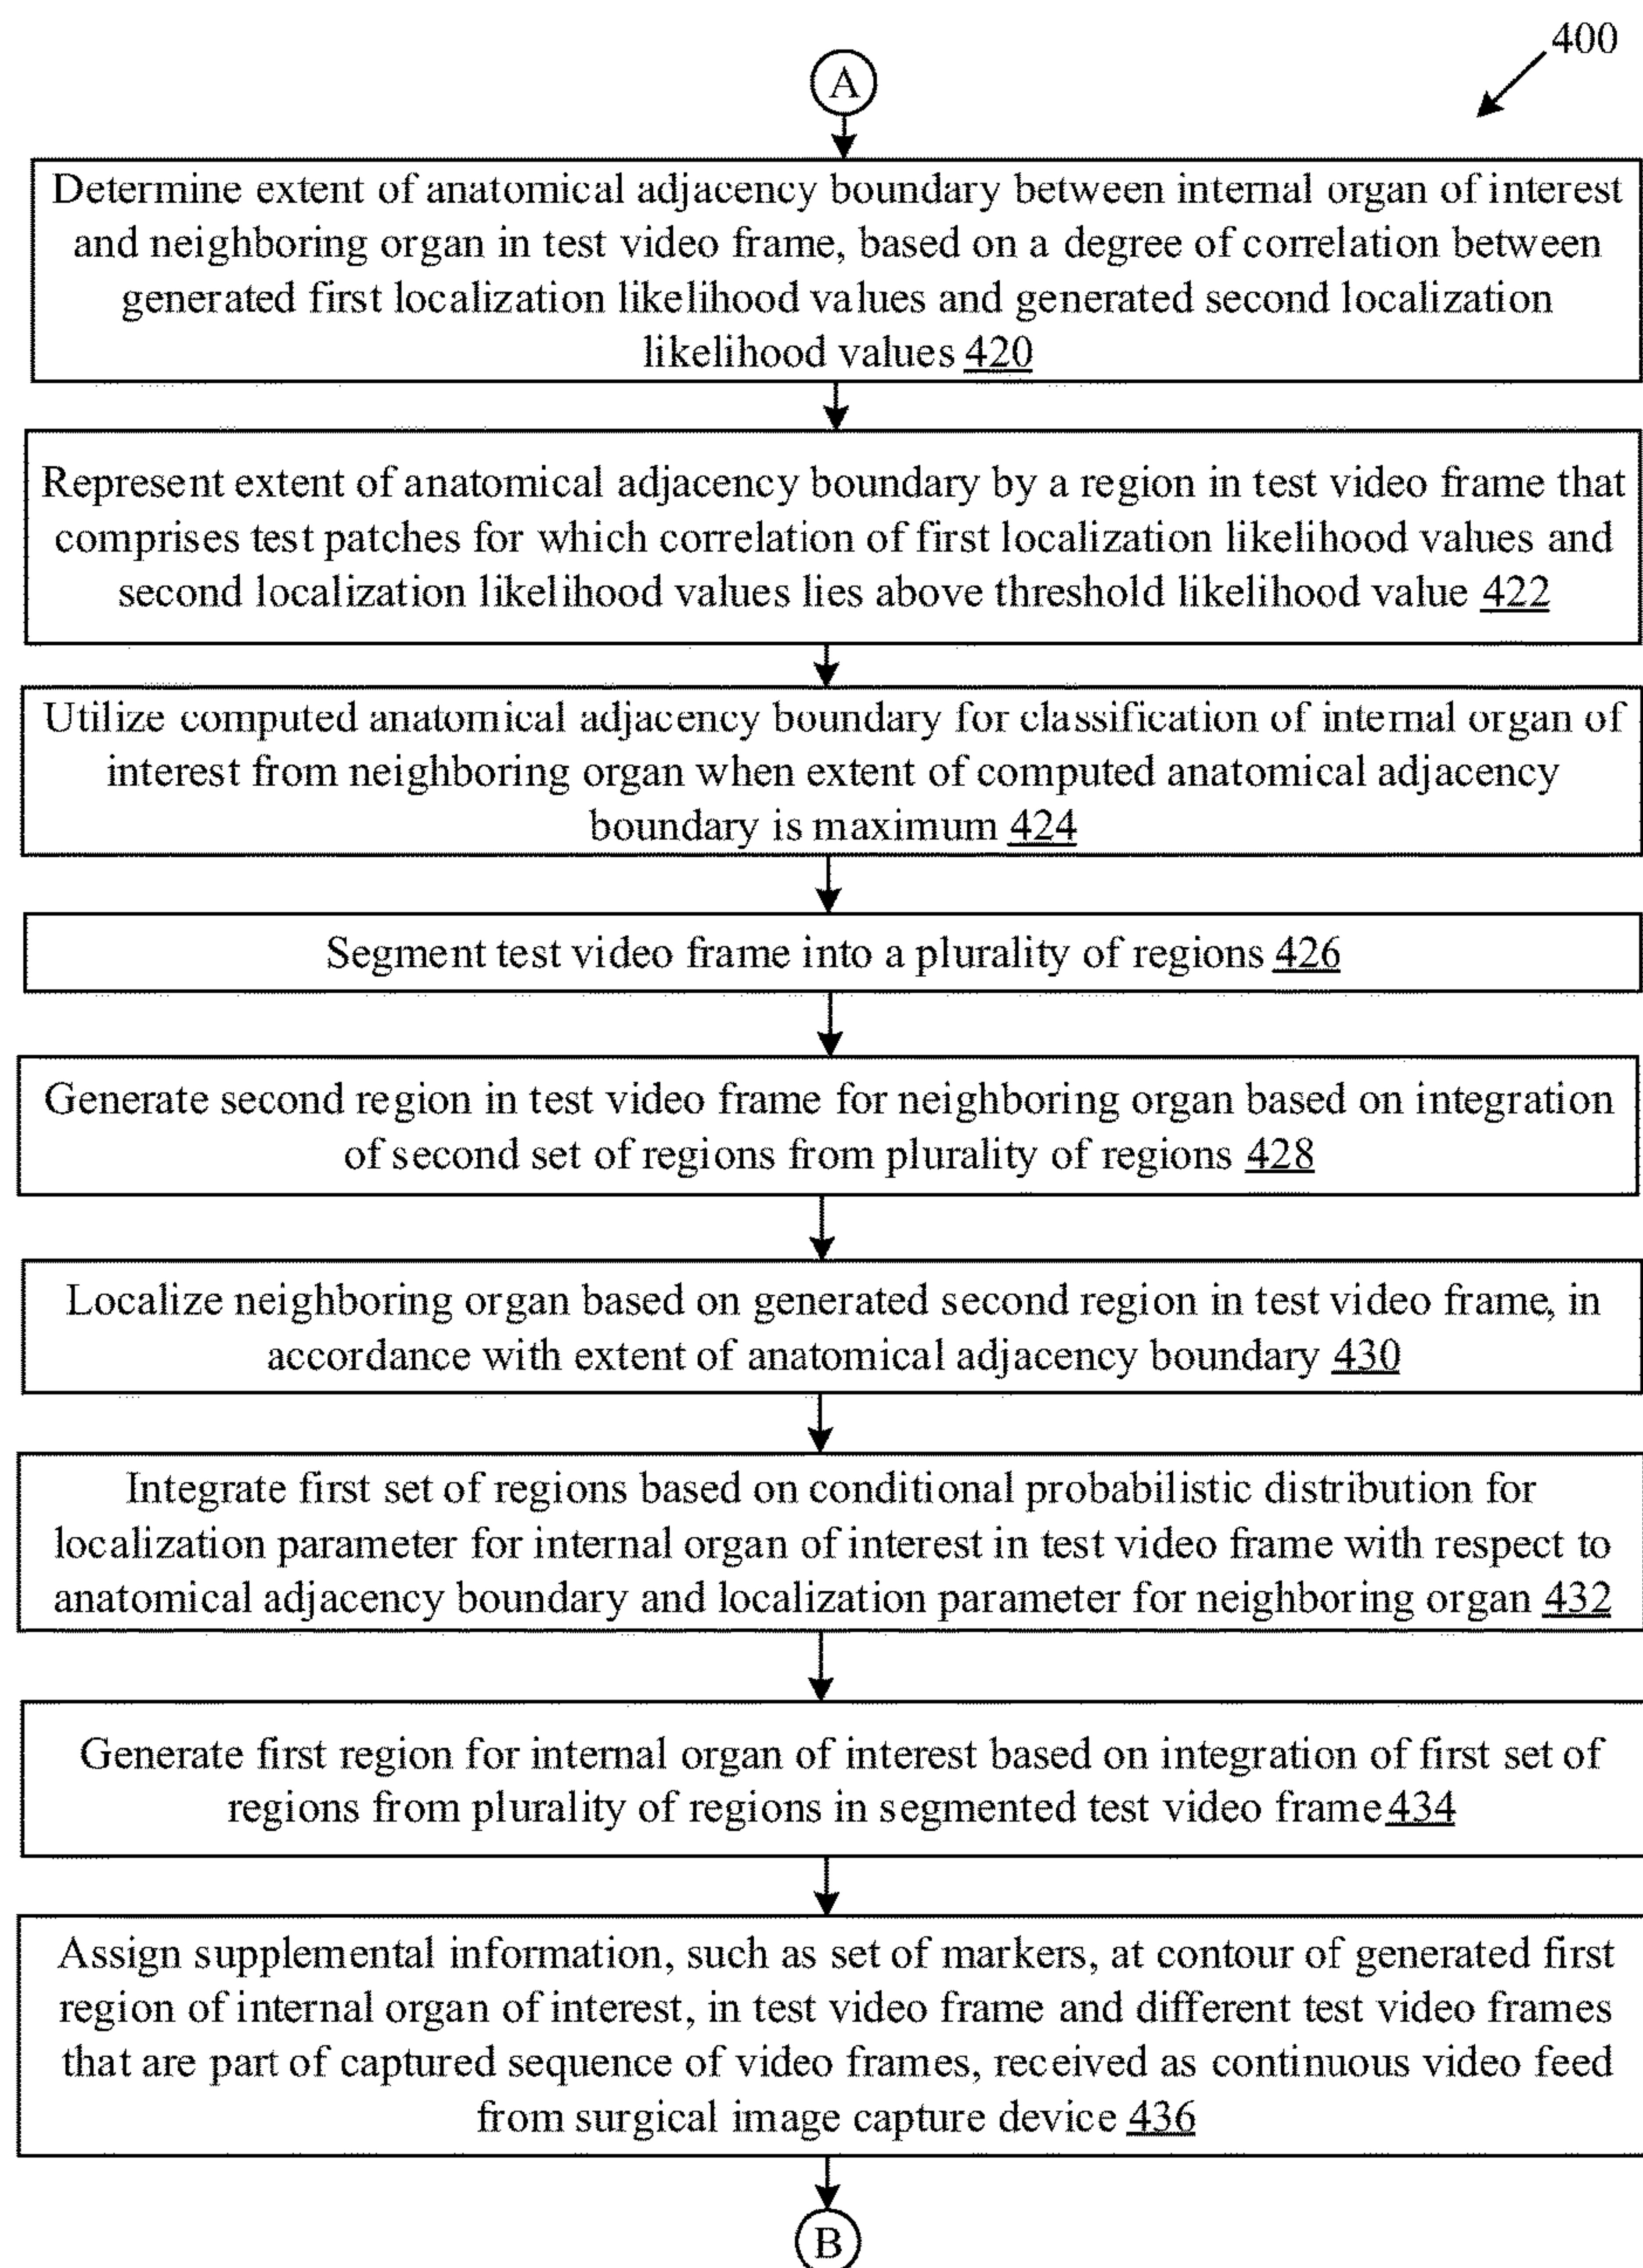 400
A
Determine extent of anatomical adjacency boundary between internal organ of interest
and neighboring organ in test video frame, based on a degree of correlation between
generated first localization likelihood values and generated second localization
likelihood values 420
Represent extent of anatomical adjacency boundary by a region in test video frame that
comprises test patches for which correlation of first localization likelihood values and
second localization likelihood values lies above threshold likelihood value 422
Utilize computed anatomical adjacency boundary for classification of internal organ of
interest from neighboring organ when extent of computed anatomical adjacency
boundary is maximum 424
Segment test video frame into a plurality of regions 426
Generate second region in test video frame for neighboring organ based on integration
of second set of regions from plurality of regions 428
Localize neighboring organ based on generated second region in test video frame, in
accordance with extent of anatomical adjacency boundary 430
Integrate first set of regions based on conditional probabilistic distribution for
localization parameter for internal organ of interest in test video frame with respect to
anatomical adjacency boundary and localization parameter for neighboring organ 432
Generate first region for internal organ of interest based on integration of first set of
regions from plurality of regions in segmented test video frame 434
Assign supplemental information, such as set of markers, at contour of generated first
region of internal organ of interest, in test video frame and different test video frames
that are part of captured sequence of video frames, received as continuous video feed
from surgical image capture device 436
B